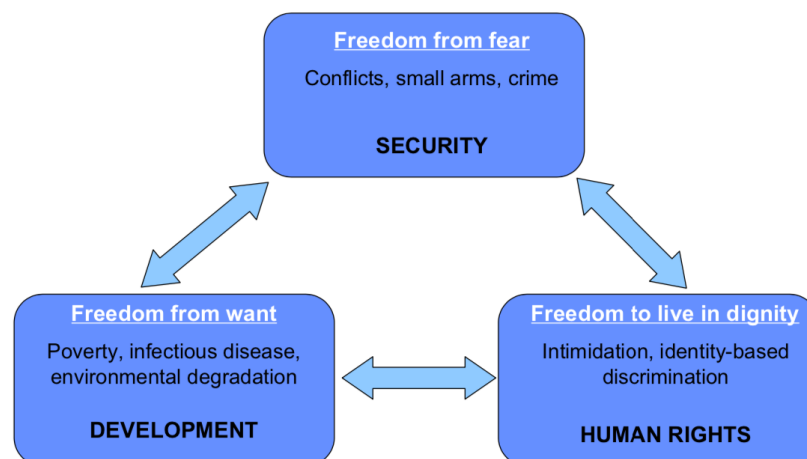 Freedom from fear
Conflicts, small arms, crime
SECURITY
Freedom from want
Poverty, infectious disease,
environmental degradation
DEVELOPMENT
Freedom to live in dignity
Intimidation, identity-based
discrimination
HUMAN RIGHTS